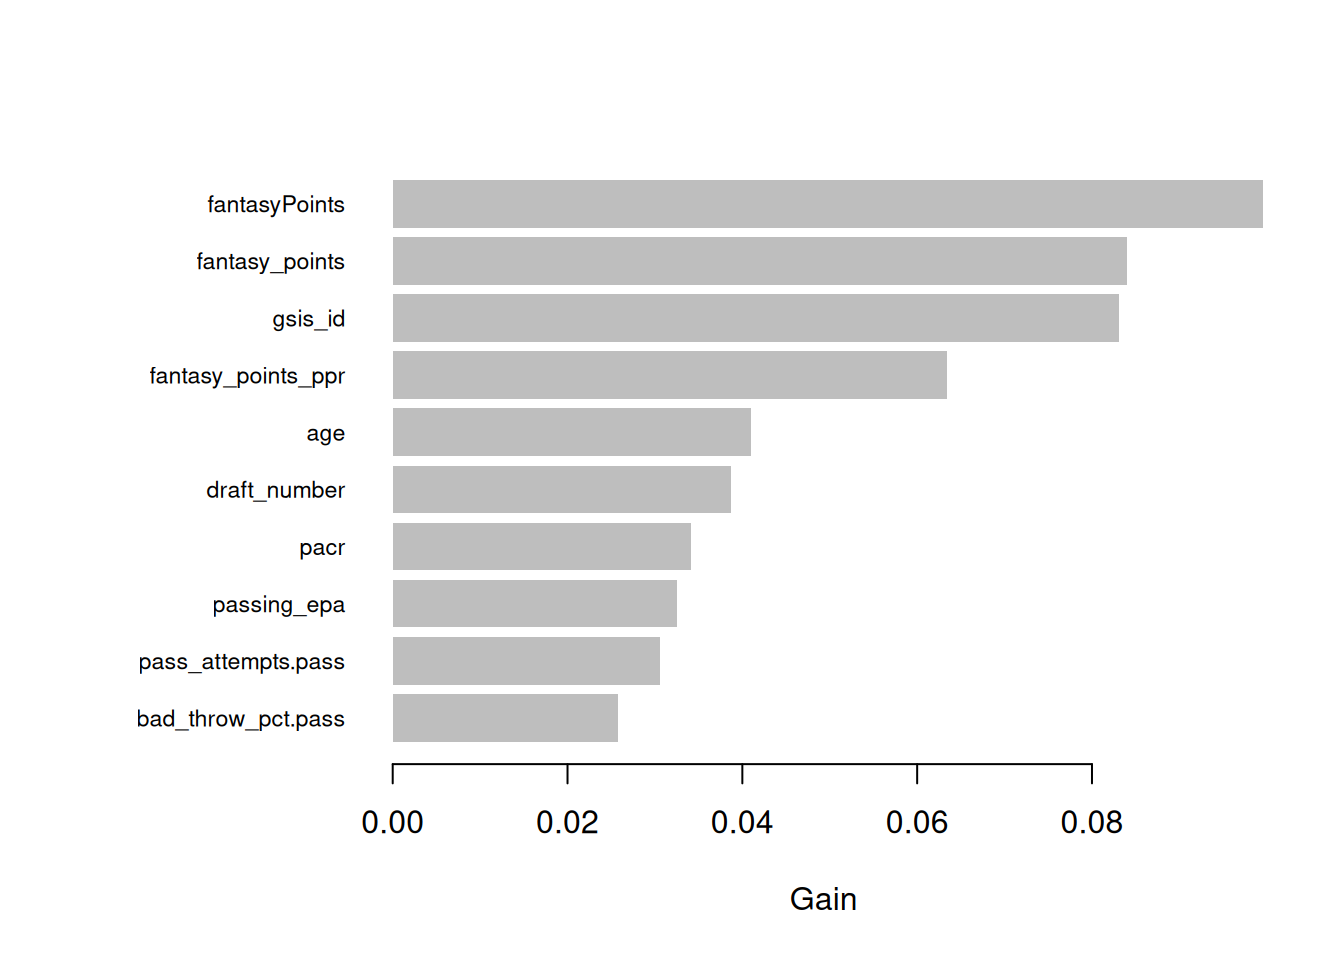 fantasyPoints
fantasy_points
gsis_id
fantasy_points_ppr
age
draft_number
pacr
passing_epa
pass_attempts.pass
bad_throw_pct.pass
0.00 0.02 0.04 0.06 0.08
Gain